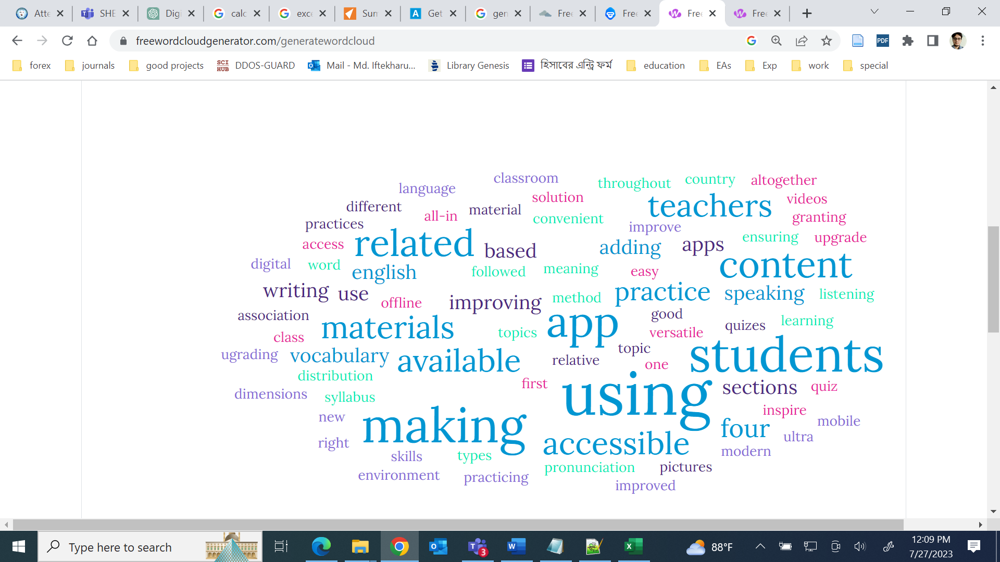 Atte SHE Digi calc exce Sum Get gen Free Free Free Free
freewordcloudgenerator.com/generatewordcloud PDF
forex journals good projects SCI HUB DDOS-GUARD Mail - Md. Iftekharu... Library Genesis হিসাবের এন্ট্রি ফর্ম education EAs Exp work special
language classroom throughout country altogether
different all-in material solution convenient teachers videos granting
practices access related based improve adding apps ensuring upgrade
digital word english followed meaning easy content
writing use offline improving method practice speaking listening
association materials topics app good versatile quizes learning
class ugrading vocabulary available relative topic one students
distribution first using sections quiz
dimensions syllabus new making inspire four mobile ultra
right accessible modern
skills types pronunciation pictures
environment practicing improved
Type here to search 3 88°F 12:09 PM
7/27/2023